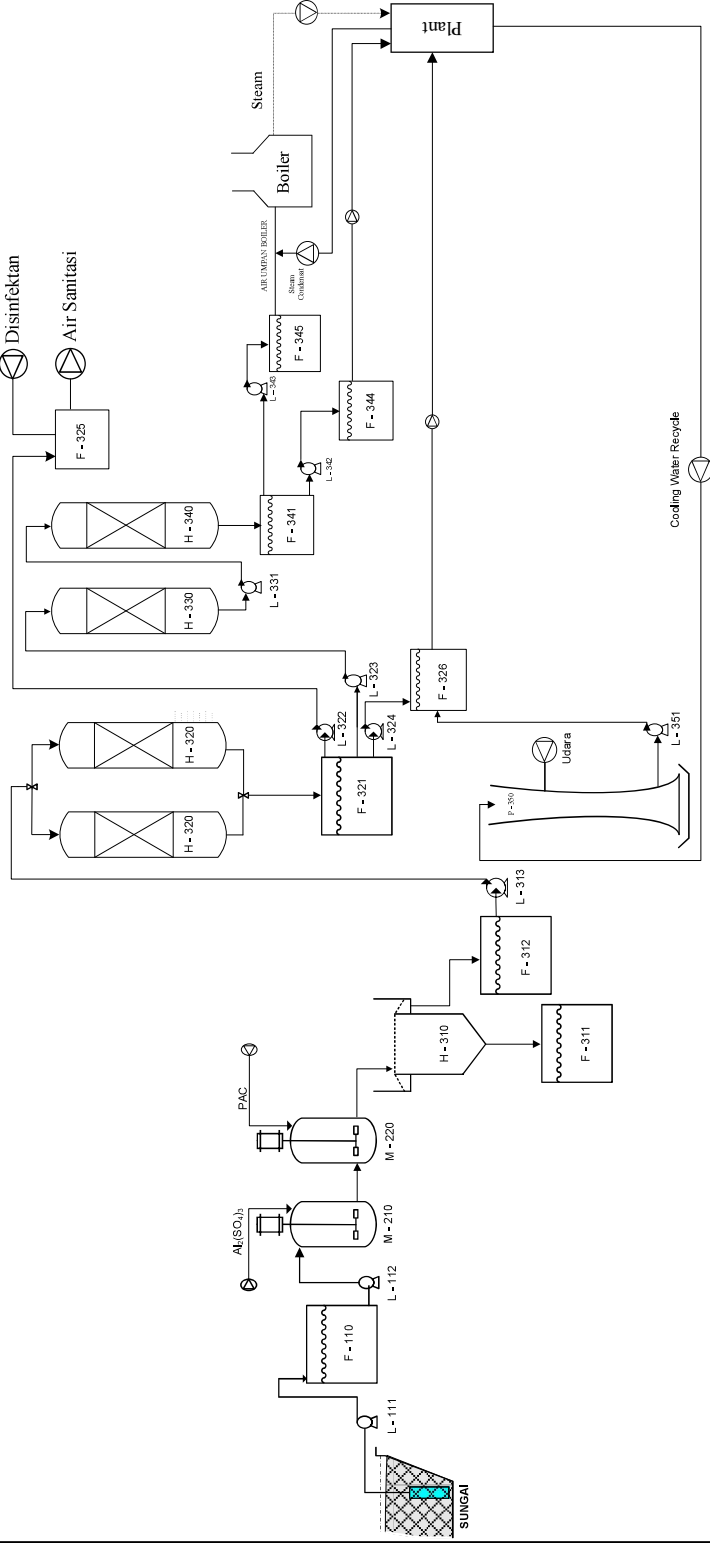 SUNGAI
L - 111
F - 110
L - 112
Al₂(SO₄)₃
M - 210
PAC
M - 220
H - 310
F - 311
F - 312
L - 313
H - 320
H - 320
F - 321
L - 322
L - 323
L - 324
H - 330
L - 331
H - 340
F - 325
Disinfektan
Air Sanitasi
F - 341
L - 342
L - 343
F - 344
F - 345
AIR UMPAN BOILER
Steam
Condensat
Boiler
Steam
Plant
F - 326
P - 350
Udara
L - 351
Cooling Water Recycle